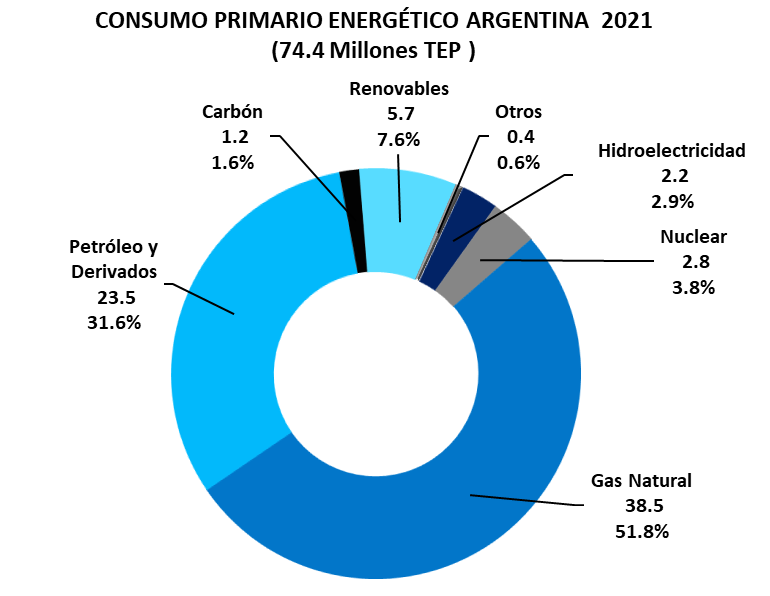 CONSUMO PRIMARIO ENERGÉTICO ARGENTINA 2021
(74.4 Millones TEP )
Renovables
5.7
7.6%
Carbón
1.2
1.6%
Otros
0.4
0.6%
Hidroelectricidad
2.2
2.9%
Nuclear
2.8
3.8%
Petróleo y
Derivados
23.5
31.6%
Gas Natural
38.5
51.8%